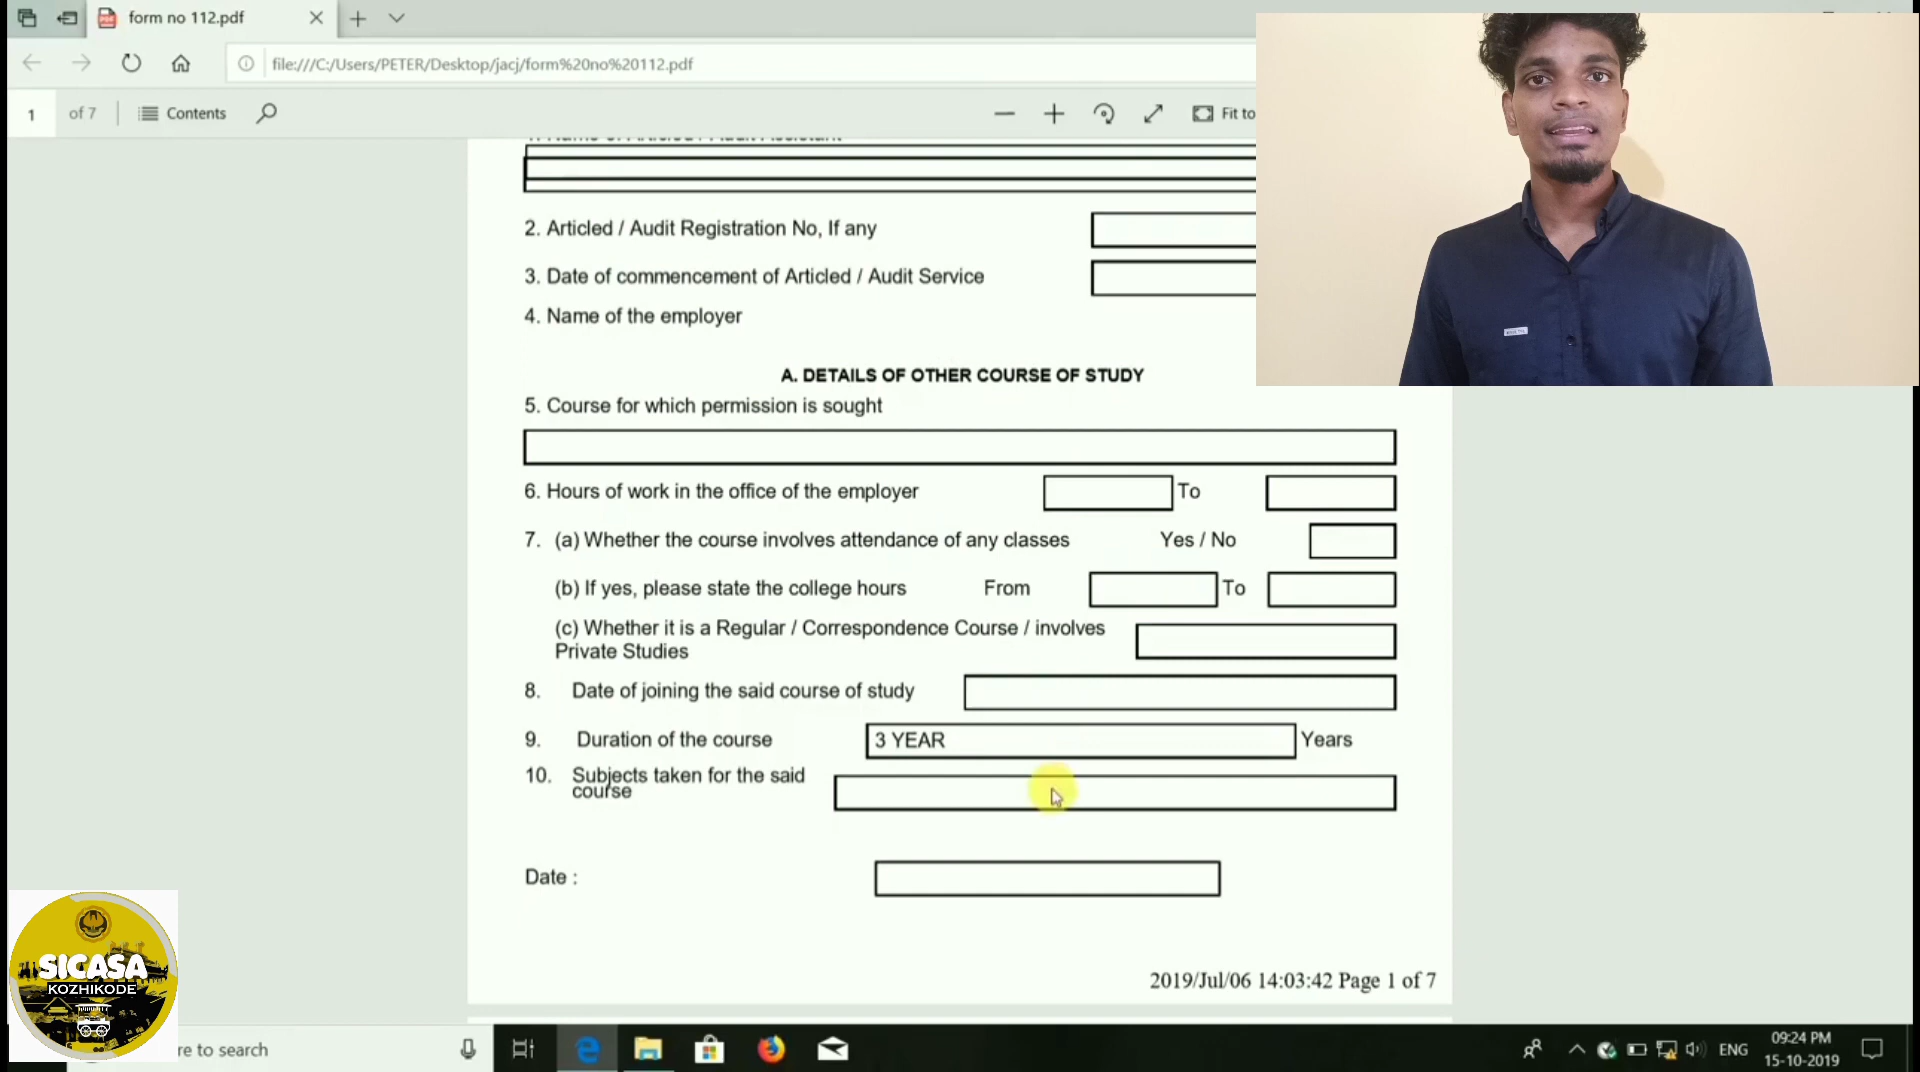 form no 112.pdf
file:///C:/Users/PETER/Desktop/jacj/form%20no%20112.pdf
1 of 7 Contents Fit to
1. Name of Articled / Audit Assistant
2. Articled / Audit Registration No, If any
3. Date of commencement of Articled / Audit Service
4. Name of the employer
A. DETAILS OF OTHER COURSE OF STUDY
5. Course for which permission is sought
6. Hours of work in the office of the employer To
7. (a) Whether the course involves attendance of any classes Yes / No
(b) If yes, please state the college hours From To
(c) Whether it is a Regular / Correspondence Course / involves
Private Studies
8. Date of joining the said course of study
9. Duration of the course 3 YEAR Years
10. Subjects taken for the said
course
Date :
2019/Jul/06 14:03:42 Page 1 of 7
SICASA
KOZHIKODE
re to search
ENG
09:24 PM
15-10-2019